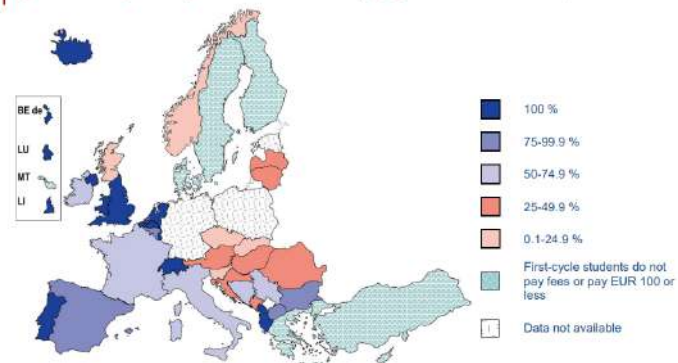 BE de
LU
MT
LI
100 %
75-99.9 %
50-74.9 %
25-49.9 %
0.1-24.9 %
First-cycle students do not
pay fees or pay EUR 100 or
less
Data not available